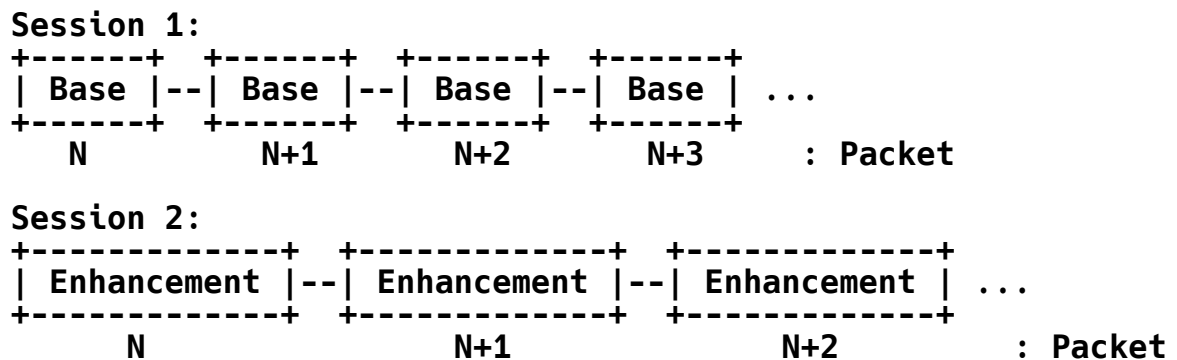 Session 1:
+------+  +------+  +------+  +------+
| Base |--| Base |--| Base |--| Base | ...
+------+  +------+  +------+  +------+
   N         N+1       N+2       N+3     : Packet
Session 2:
+-------------+  +-------------+  +-------------+
| Enhancement |--| Enhancement |--| Enhancement | ...
+-------------+  +-------------+  +-------------+
      N                N+1              N+2         : Packet